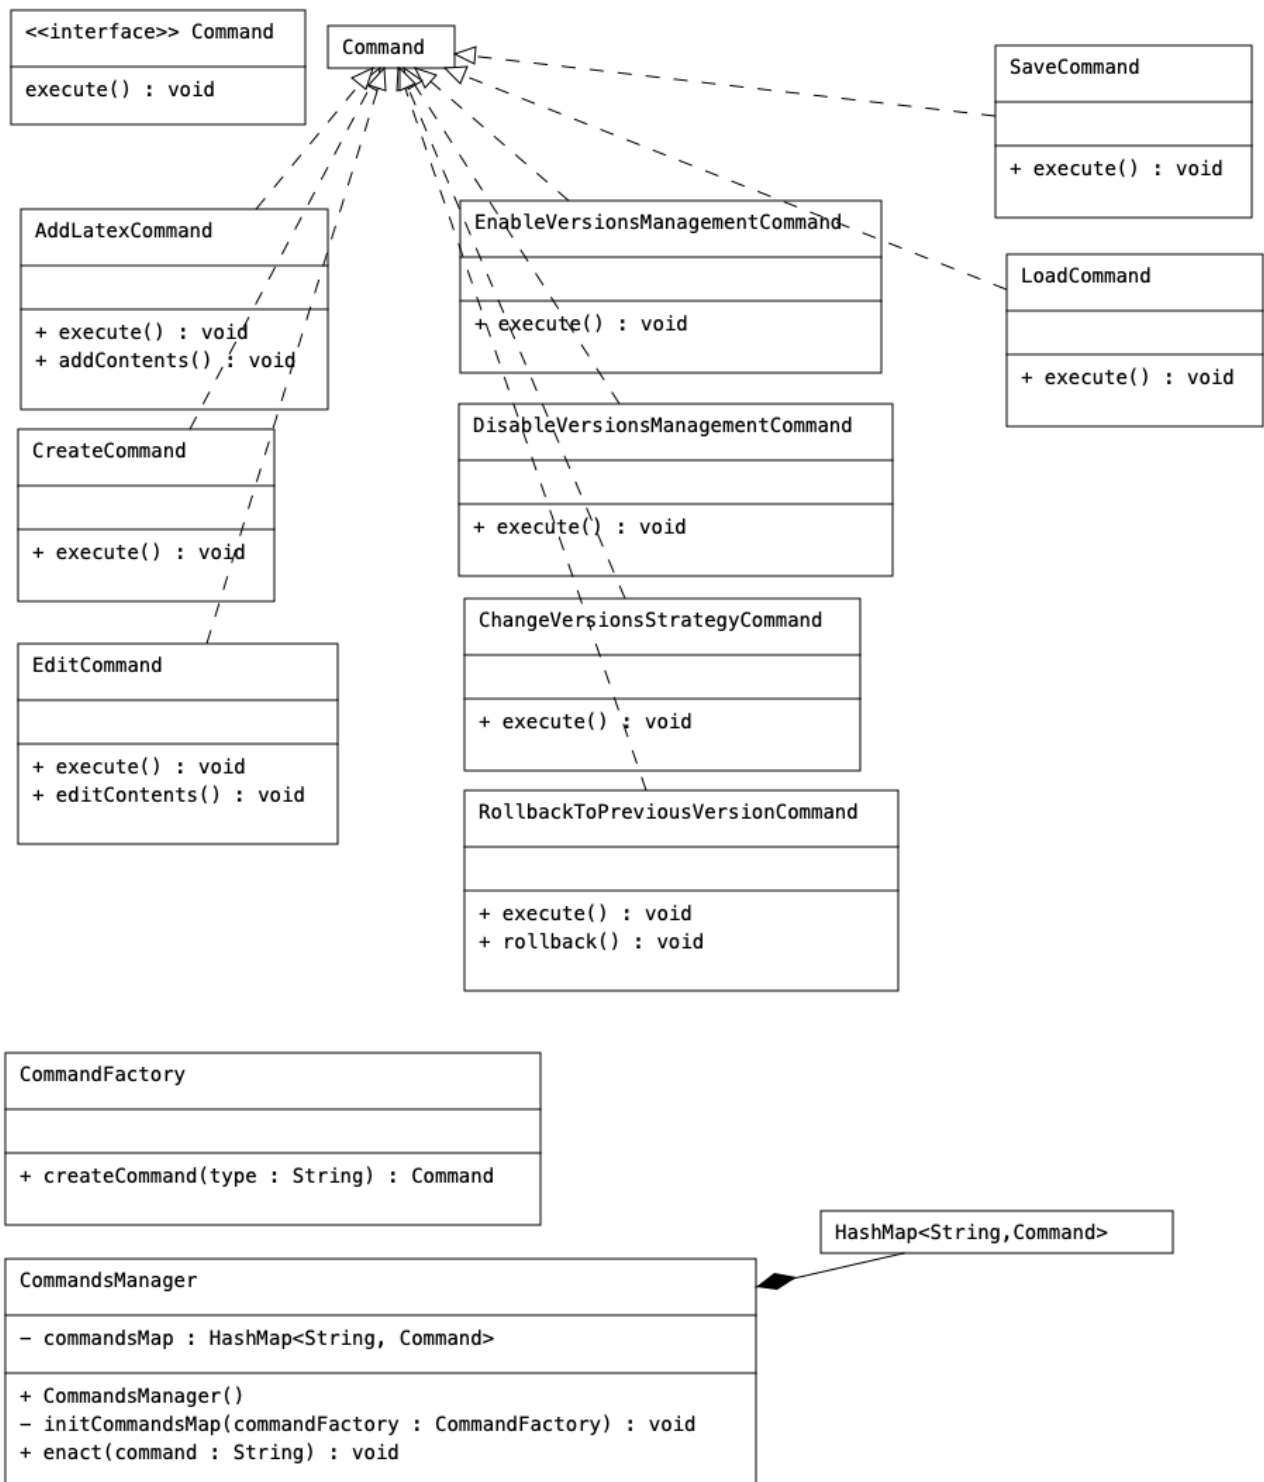 <<interface>> Command
execute() : void
Command
SaveCommand
+ execute() : void
AddLatexCommand
+ execute() : void
+ addContents() : void
EnableVersionsManagementCommand
+ execute() : void
LoadCommand
+ execute() : void
CreateCommand
+ execute() : void
DisableVersionsManagementCommand
+ execute() : void
ChangeVersionsStrategyCommand
+ execute() : void
EditCommand
+ execute() : void
+ editContents() : void
RollbackToPreviousVersionCommand
+ execute() : void
+ rollback() : void
CommandFactory
+ createCommand(type : String) : Command
HashMap<String,Command>
CommandsManager
− commandsMap : HashMap<String, Command>
+ CommandsManager()
− initCommandsMap(commandFactory : CommandFactory) : void
+ enact(command : String) : void